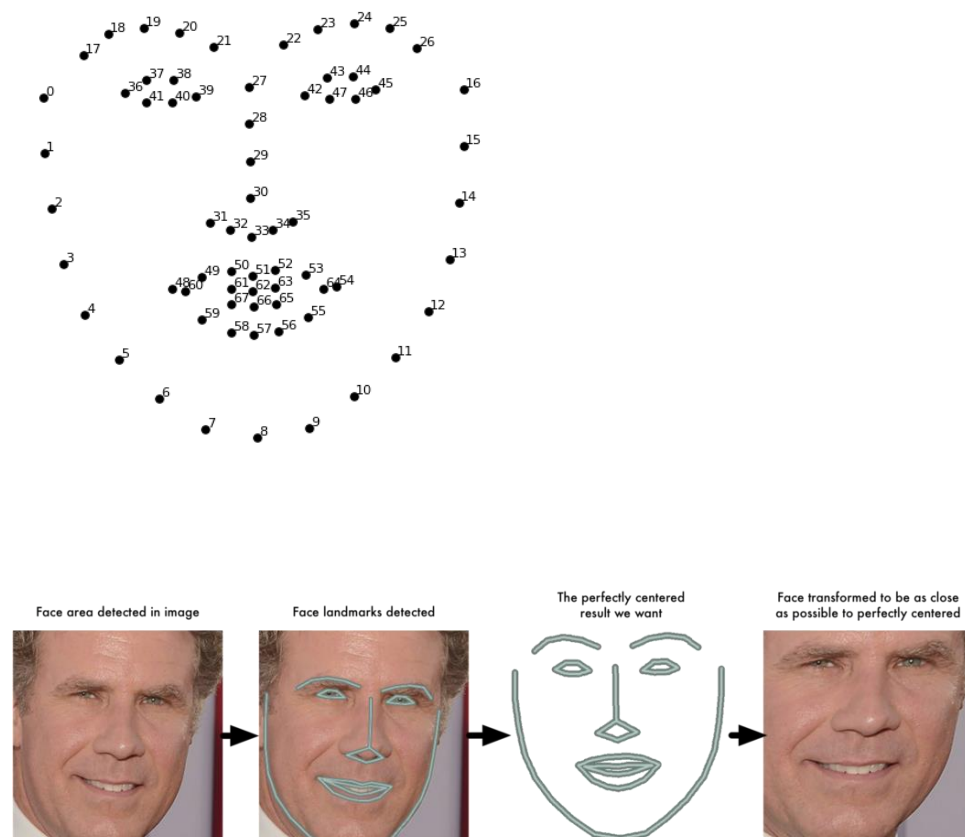 24
19 23 25
18 20
22 26
21
17
43 44
37 38 45
36 27 16
39 42 47 46
0 41 40
28
15
1
29
14
30
2
31 35
32 34
33
13
3
50 51 52
49 53
48 60 61 62 63 64 54
67 66 65
12
4
59 55
58 57 56
11
5
10
6
7 9
8
The perfectly centered Face transformed to be as close
Face area detected in image Face landmarks detected result we want as possible to perfectly centered